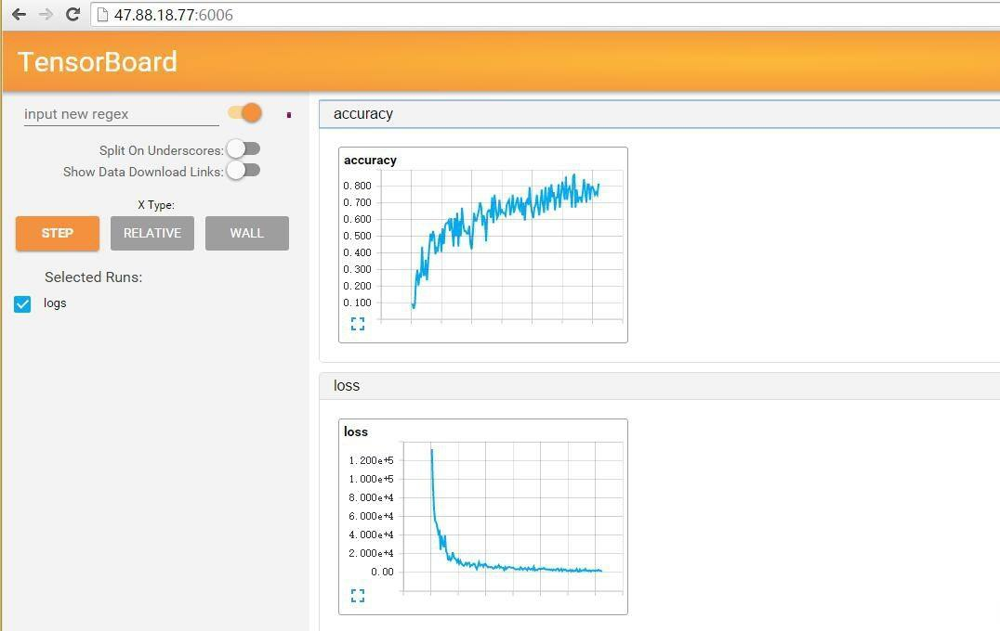 47.88.18.77:6006
TensorBoard
input new regex
Split On Underscores:
Show Data Download Links:
X Type:
STEP RELATIVE WALL
Selected Runs:
logs
accuracy
accuracy
0.800
0.700
0.600
0.500
0.400
0.300
0.200
0.100
loss
loss
1.200e+5
1.000e+5
8.000e+4
6.000e+4
4.000e+4
2.000e+4
0.00